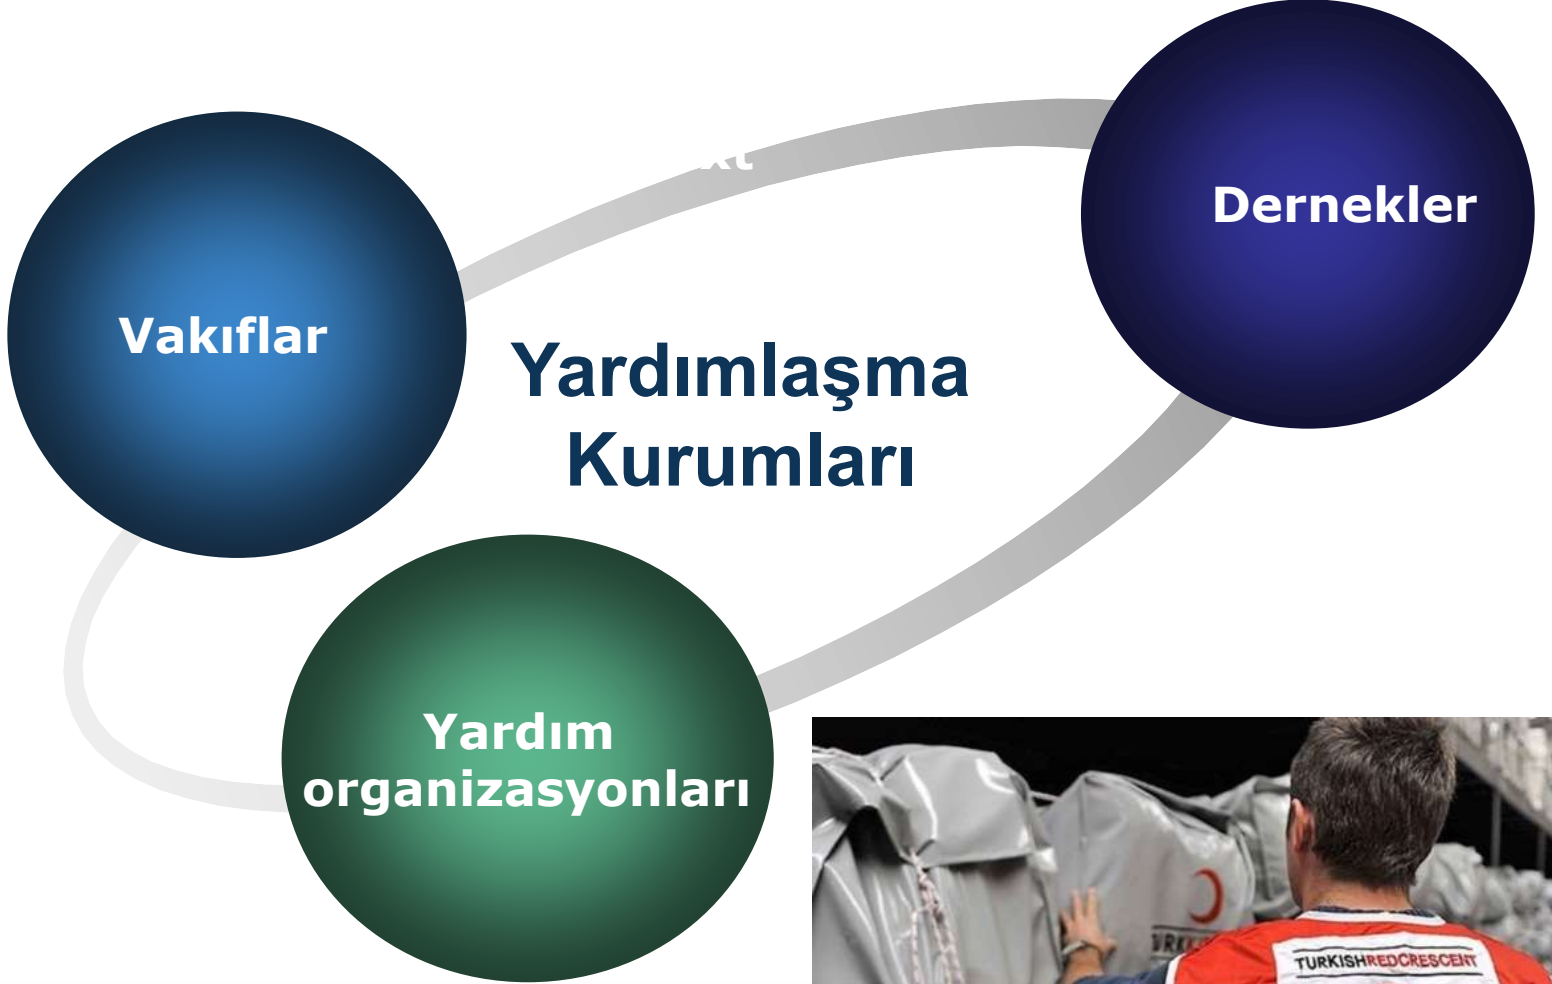 Dernekler
Vakıflar
Yardımlaşma
Kurumları
Yardım
organizasyonları
TURKISHREDCRESCENT